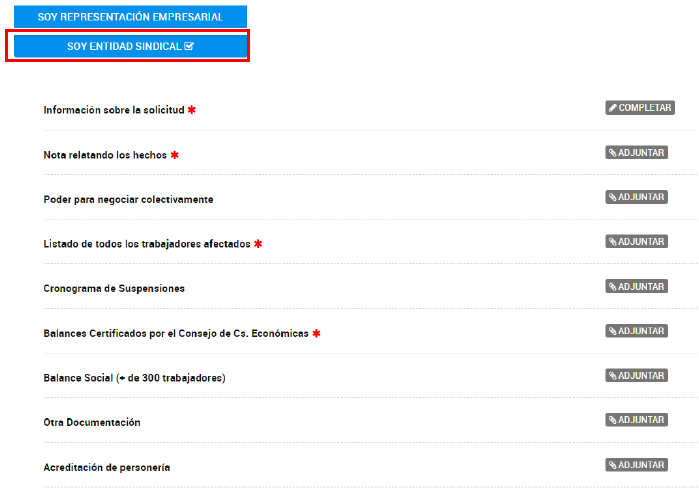 SOY REPRESENTACIÓN EMPRESARIAL
SOY ENTIDAD SINDICAL
Información sobre la solicitud *
COMPLETAR
Nota relatando los hechos *
ADJUNTAR
Poder para negociar colectivamente
ADJUNTAR
Listado de todos los trabajadores afectados *
ADJUNTAR
Cronograma de Suspensiones
ADJUNTAR
Balances Certificados por el Consejo de Cs. Económicas *
ADJUNTAR
Balance Social (+ de 300 trabajadores)
ADJUNTAR
Otra Documentación
ADJUNTAR
Acreditación de personería
ADJUNTAR